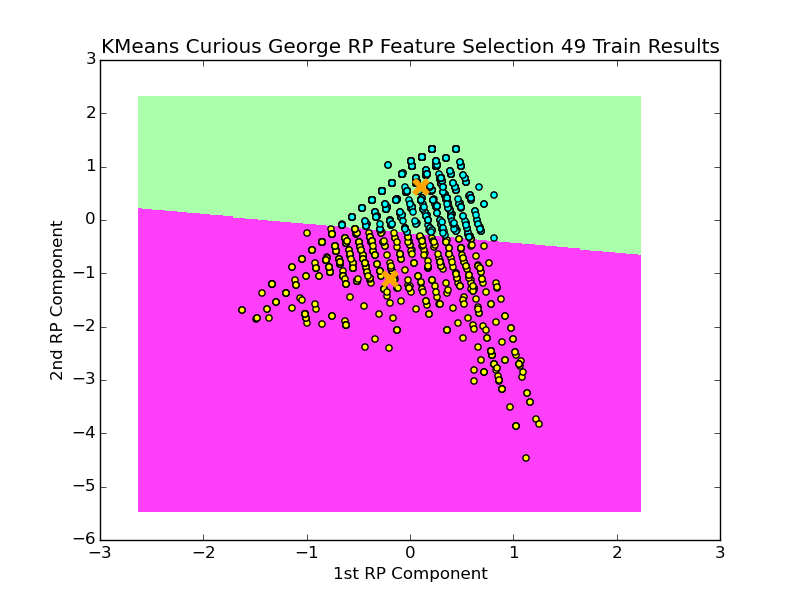 KMeans Curious George RP Feature Selection 49 Train Results
3
2
1
0
−1
−2
−3
−4
−5
−6
2nd RP Component
−3 −2 −1 0 1 2 3
1st RP Component